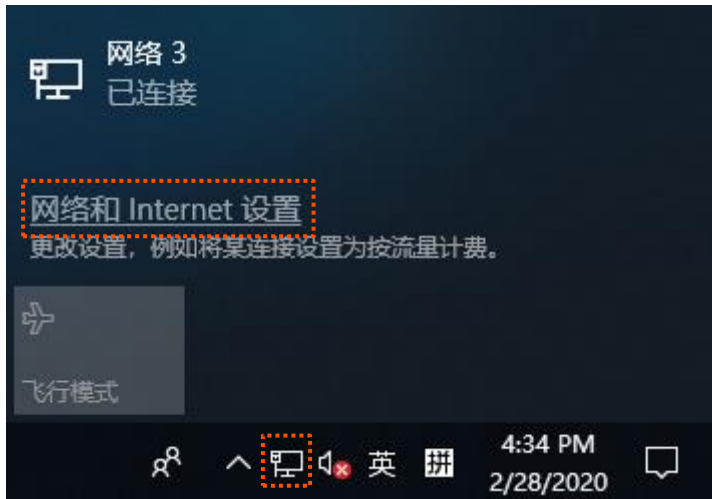 网络 3
已连接
网络和 Internet 设置
更改设置，例如将某连接设置为按流量计费。
飞行模式
英 拼 4:34 PM
2/28/2020